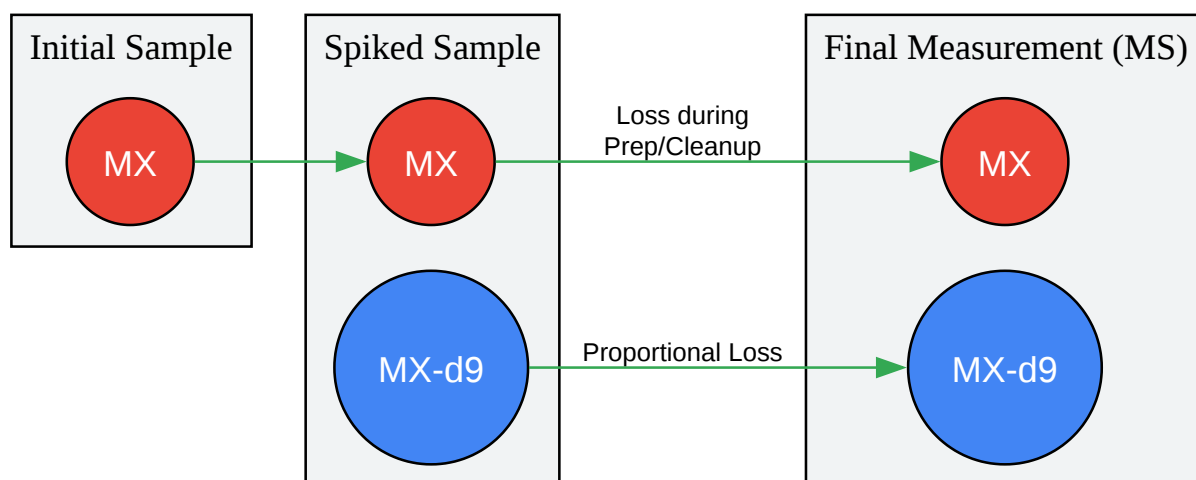 Initial Sample
Spiked Sample
Final Measurement (MS)
MX
MX
Loss during
Prep/Cleanup
MX
MX-d9
Proportional Loss
MX-d9